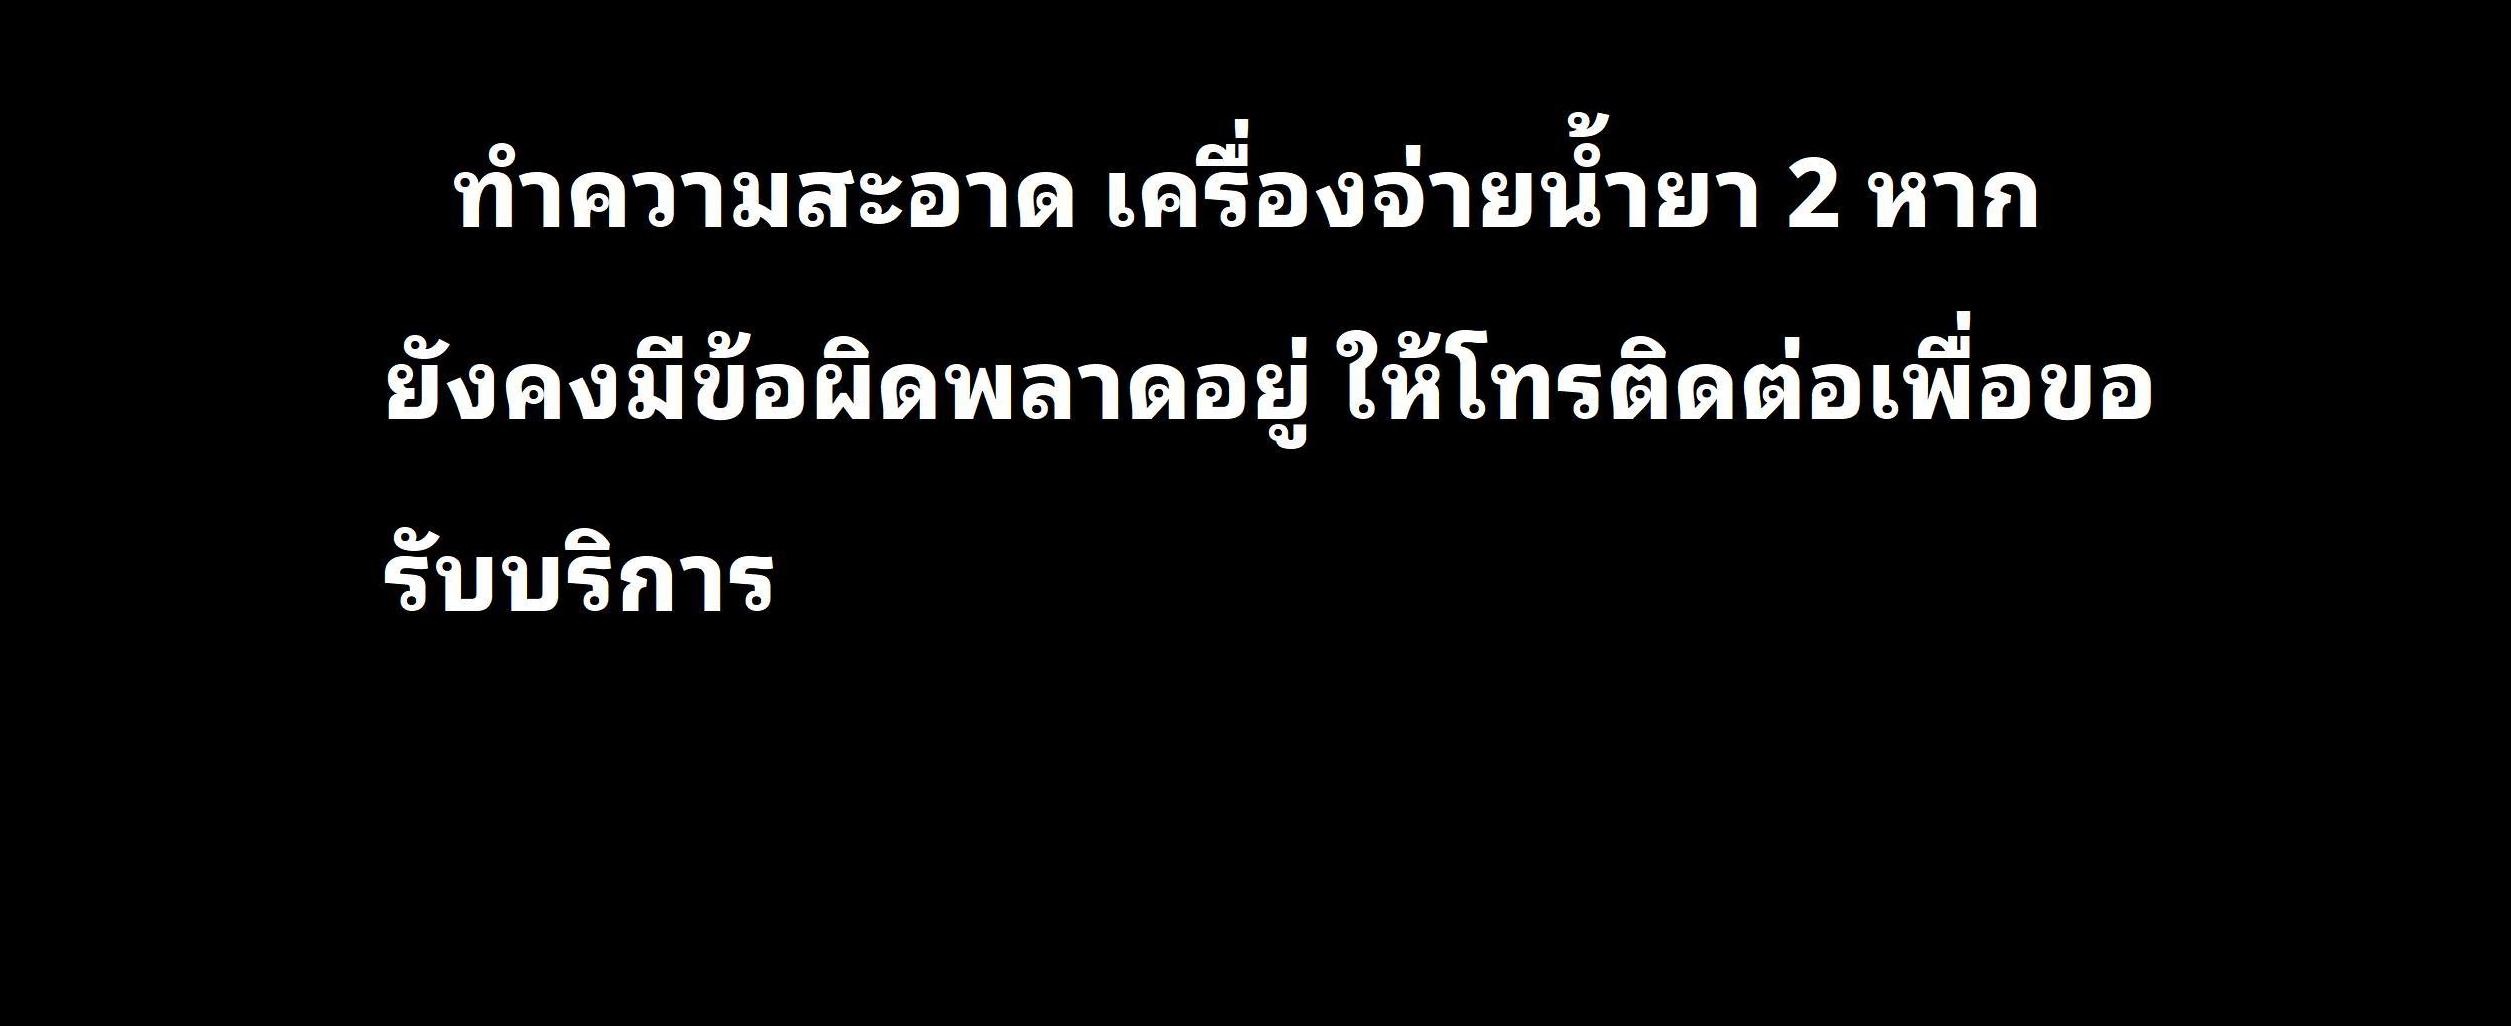 ทำความสะอาด เครื่องจ่ายน้ำยา 2 หาก
ยังคงมีข้อผิดพลาดอยู่ ให้โทรติดต่อเพื่อขอ
รับบริการ